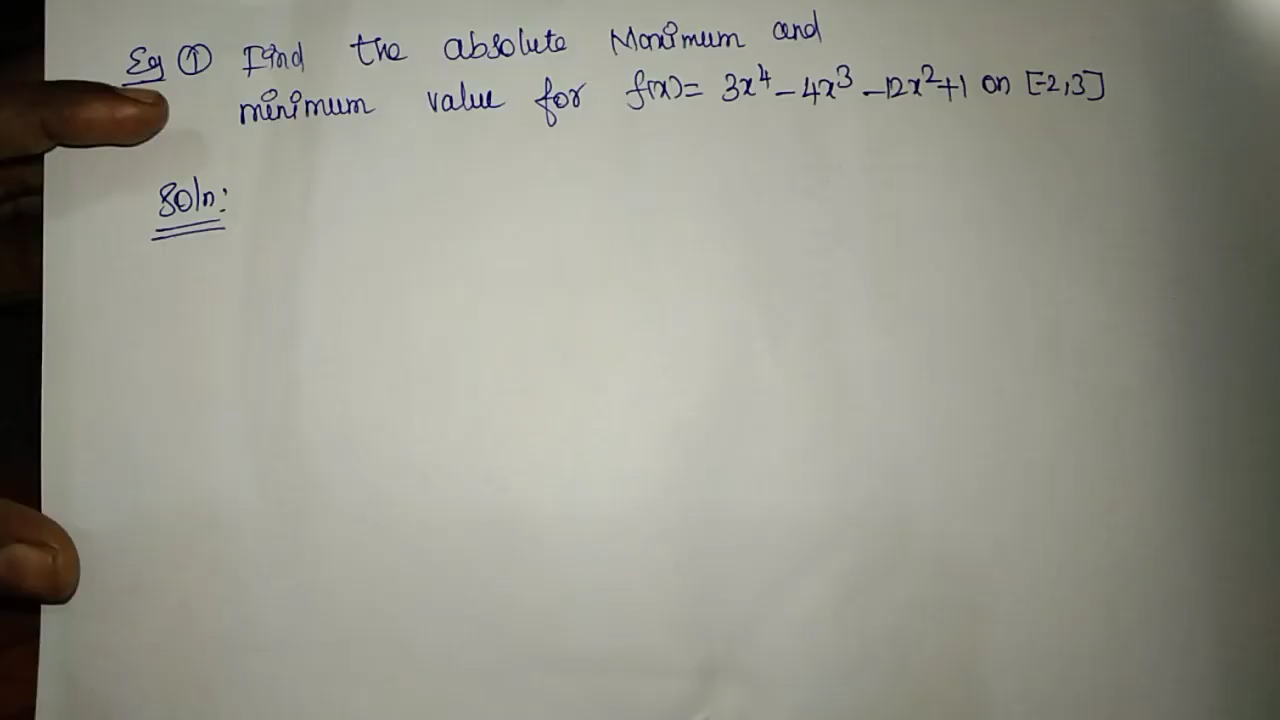 Eg ① Find the absolute Maximum and
minimum value for f(x)= 3x⁴ - 4x³ - 12x² + 1 on [-2,3]
Soln: